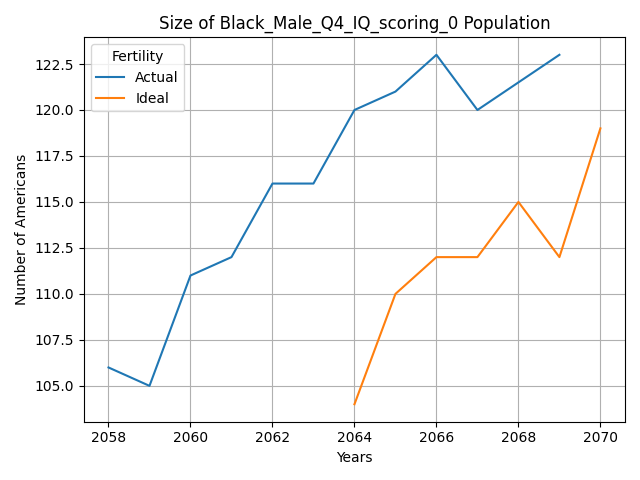 Size of Black_Male_Q4_IQ_scoring_0 Population
Fertility
Actual
Ideal
Number of Americans
122.5
120.0
117.5
115.0
112.5
110.0
107.5
105.0
2058 2060 2062 2064 2066 2068 2070
Years